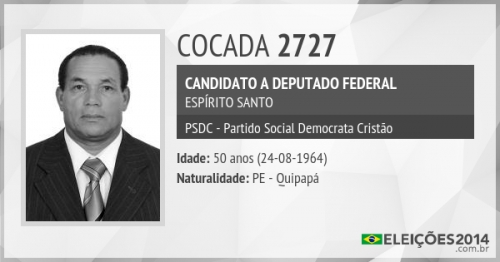 COCADA 2727
CANDIDATO A DEPUTADO FEDERAL
ESPÍRITO SANTO
PSDC - Partido Social Democrata Cristão
Idade: 50 anos (24-08-1964)
Naturalidade: PE - Quipapá
ELEIÇÕES2014
.com.br